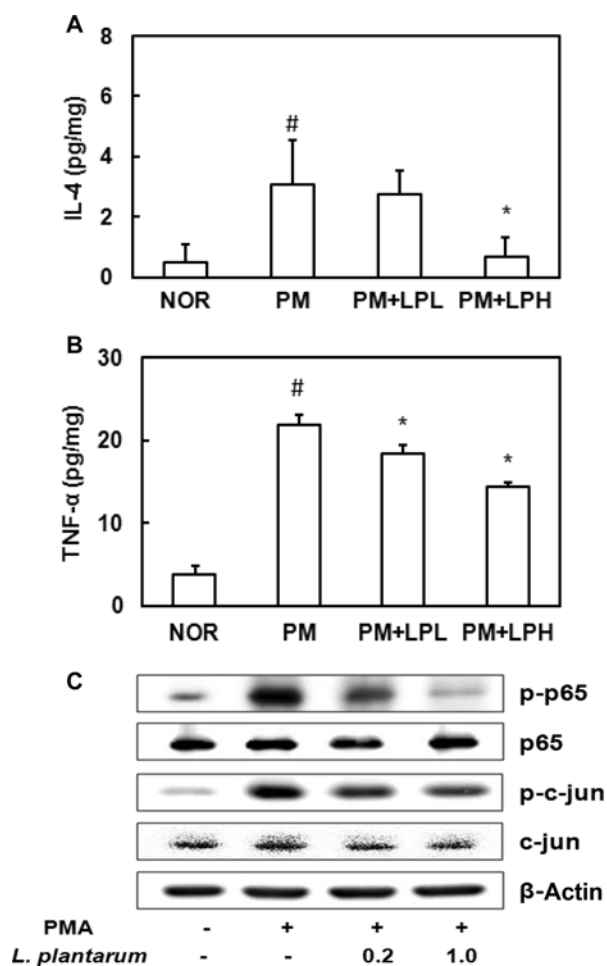 A
IL-4 (pg/mg)
8
6
4
2
0
#
*
NOR PM PM+LPL PM+LPH
B
TNF-α (pg/mg)
30
20
10
0
#
*
*
NOR PM PM+LPL PM+LPH
C
p-p65
p65
p-c-jun
c-jun
β-Actin
PMA - + + +
L. plantarum - - 0.2 1.0